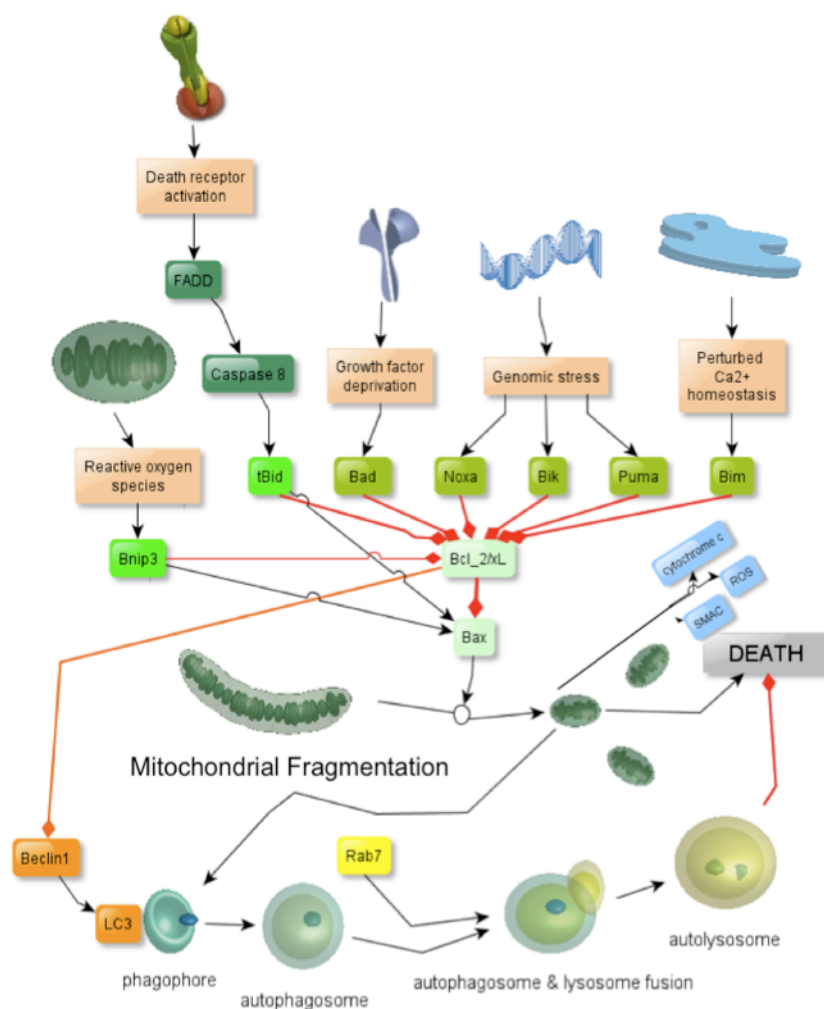 Death receptor
activation
FADD
Caspase 8
Growth factor
deprivation
Genomic stress
Perturbed
Ca2+
homeostasis
Reactive oxygen
species
tBid
Bad
Noxa
Bik
Puma
Bim
Bnip3
Bcl_2/xL
cytochrome c
ROS
SMAC
Bax
DEATH
Mitochondrial Fragmentation
Beclin1
Rab7
LC3
phagophore
autophagosome
autophagosome & lysosome fusion
autolysosome